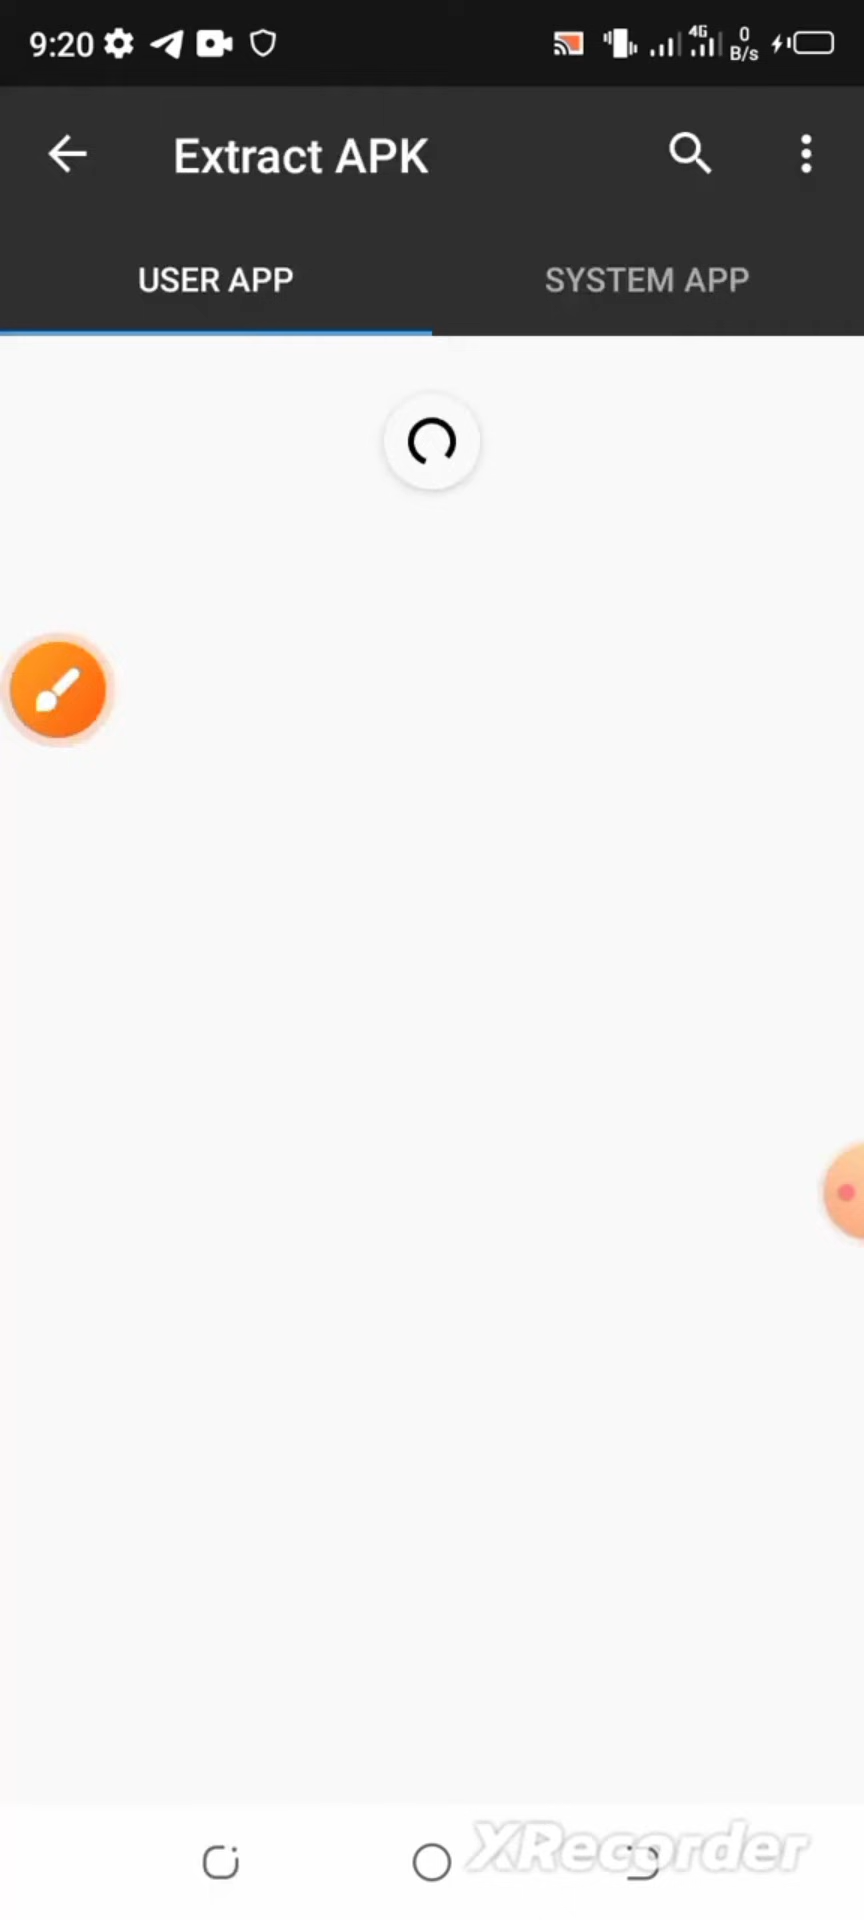 9:20
4G
0
B/s
Extract APK
USER APP
SYSTEM APP
XRecorder